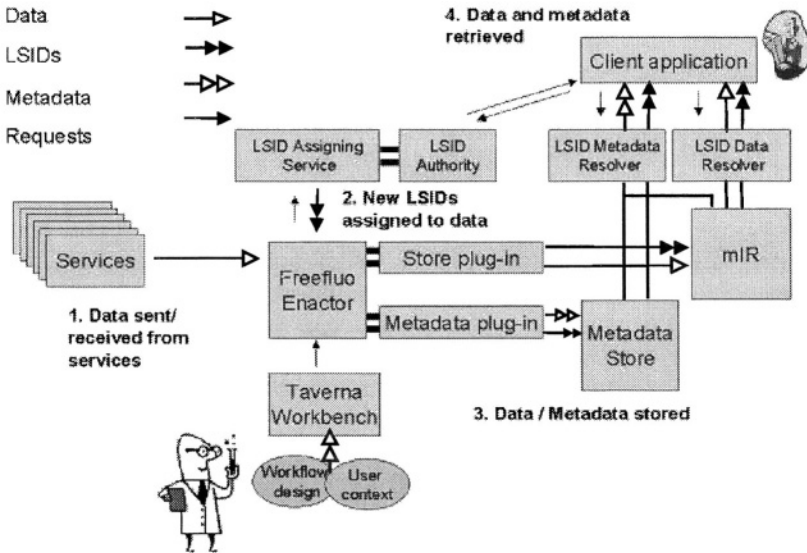 Data
LSIDs
Metadata
Requests
4. Data and metadata
retrieved
Client application
LSID Assigning
Service
LSID
Authority
LSID Metadata
Resolver
LSID Data
Resolver
2. New LSIDs
assigned to data
Services
Freefluo
Enactor
Store plug-in
mIR
1. Data sent/
received from
services
Metadata plug-in
Metadata
Store
Taverna
Workbench
3. Data / Metadata stored
Workflow
design
User
context